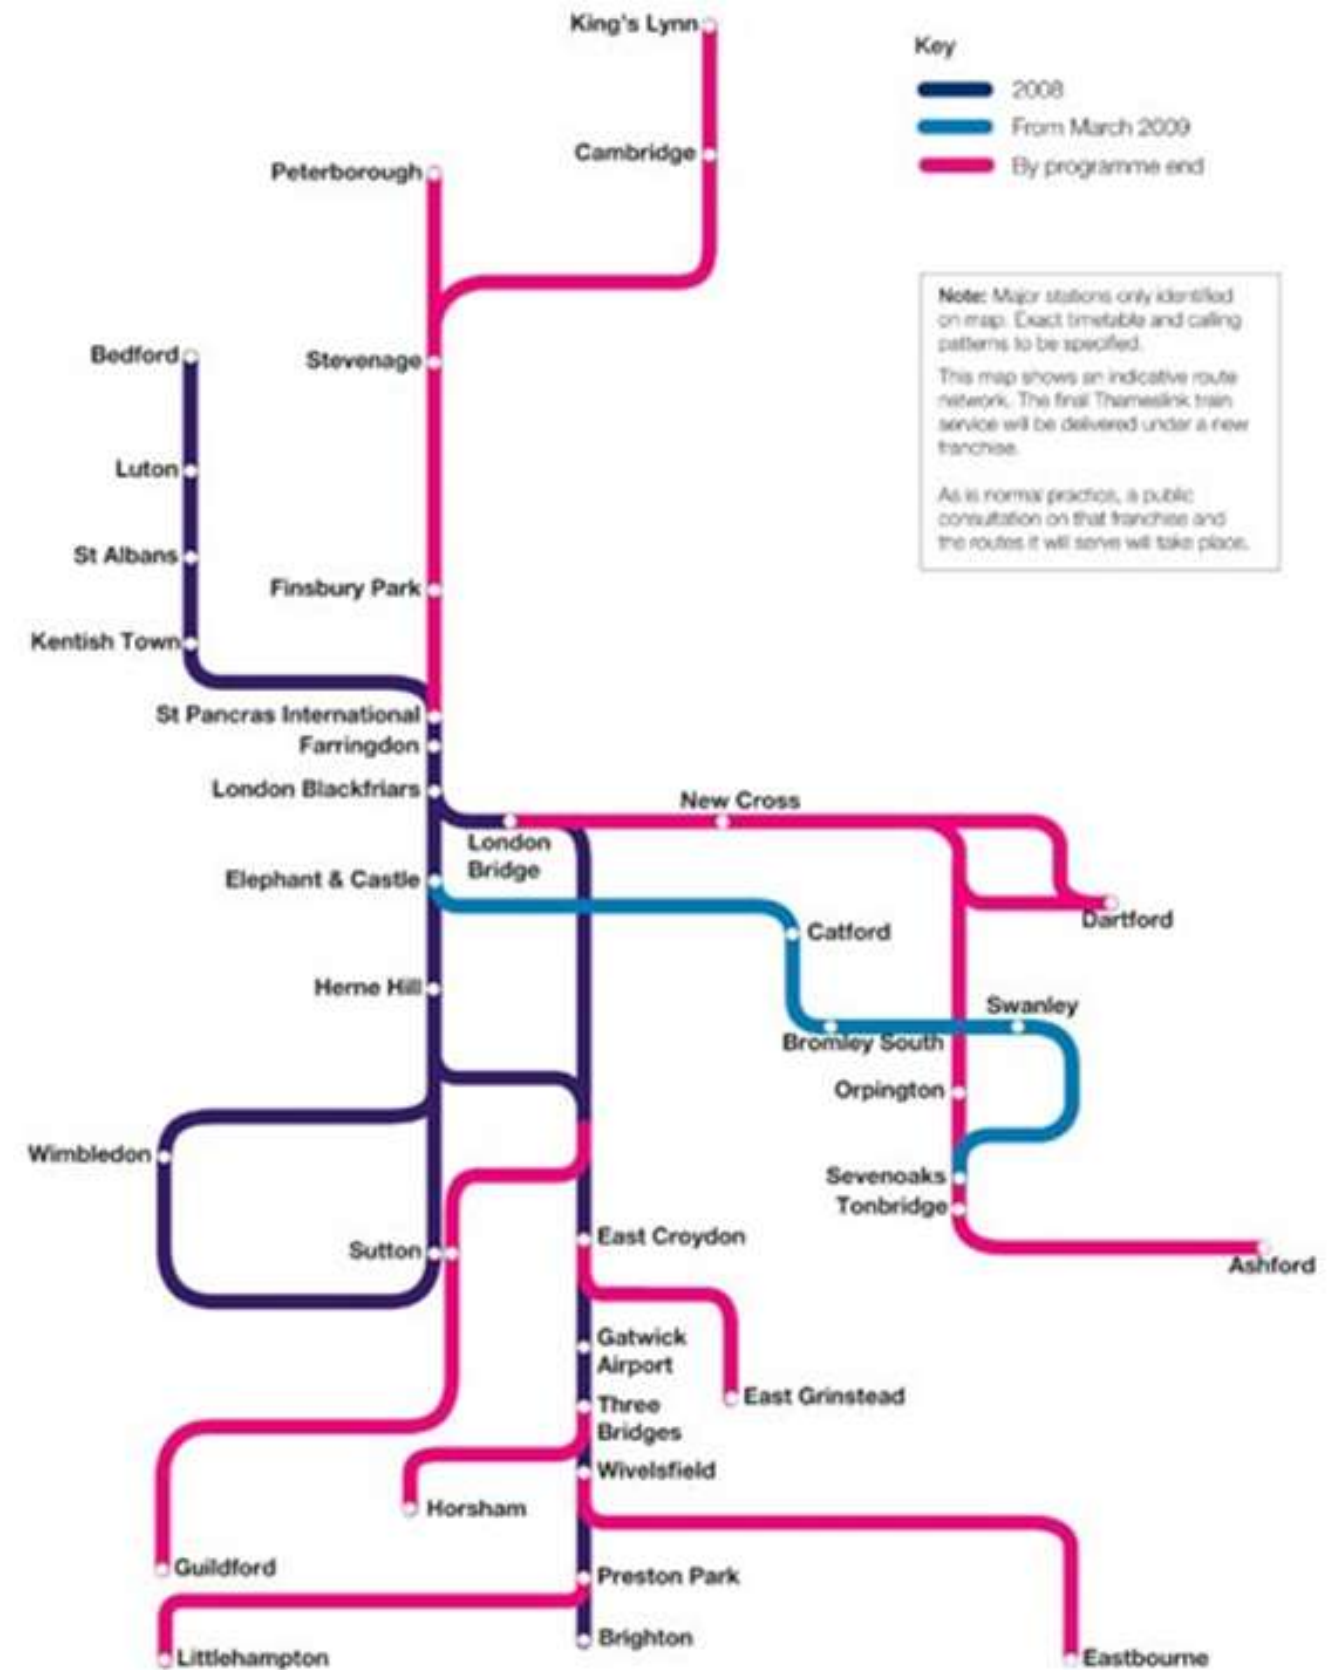 King's Lynn
Key
2008
From March 2009
By programme end
Cambridge
Peterborough
Note: Major stations only identified
on map. Exact timetable and calling
patterns to be specified.
This map shows an indicative route
network. The final Thameslink train
service will be delivered under a new
franchise.
As is normal practice, a public
consultation on that franchise and
the routes it will serve will take place.
Bedford
Stevenage
Luton
St Albans
Finsbury Park
Kentish Town
St Pancras International
Farringdon
London Blackfriars
New Cross
London
Bridge
Elephant & Castle
Dartford
Catford
Herne Hill
Swanley
Bromley South
Orpington
Wimbledon
Sevenoaks
Tonbridge
East Croydon
Sutton
Ashford
Gatwick
Airport
East Grinstead
Three
Bridges
Wivelsfield
Horsham
Guildford
Preston Park
Brighton
Littlehampton
Eastbourne